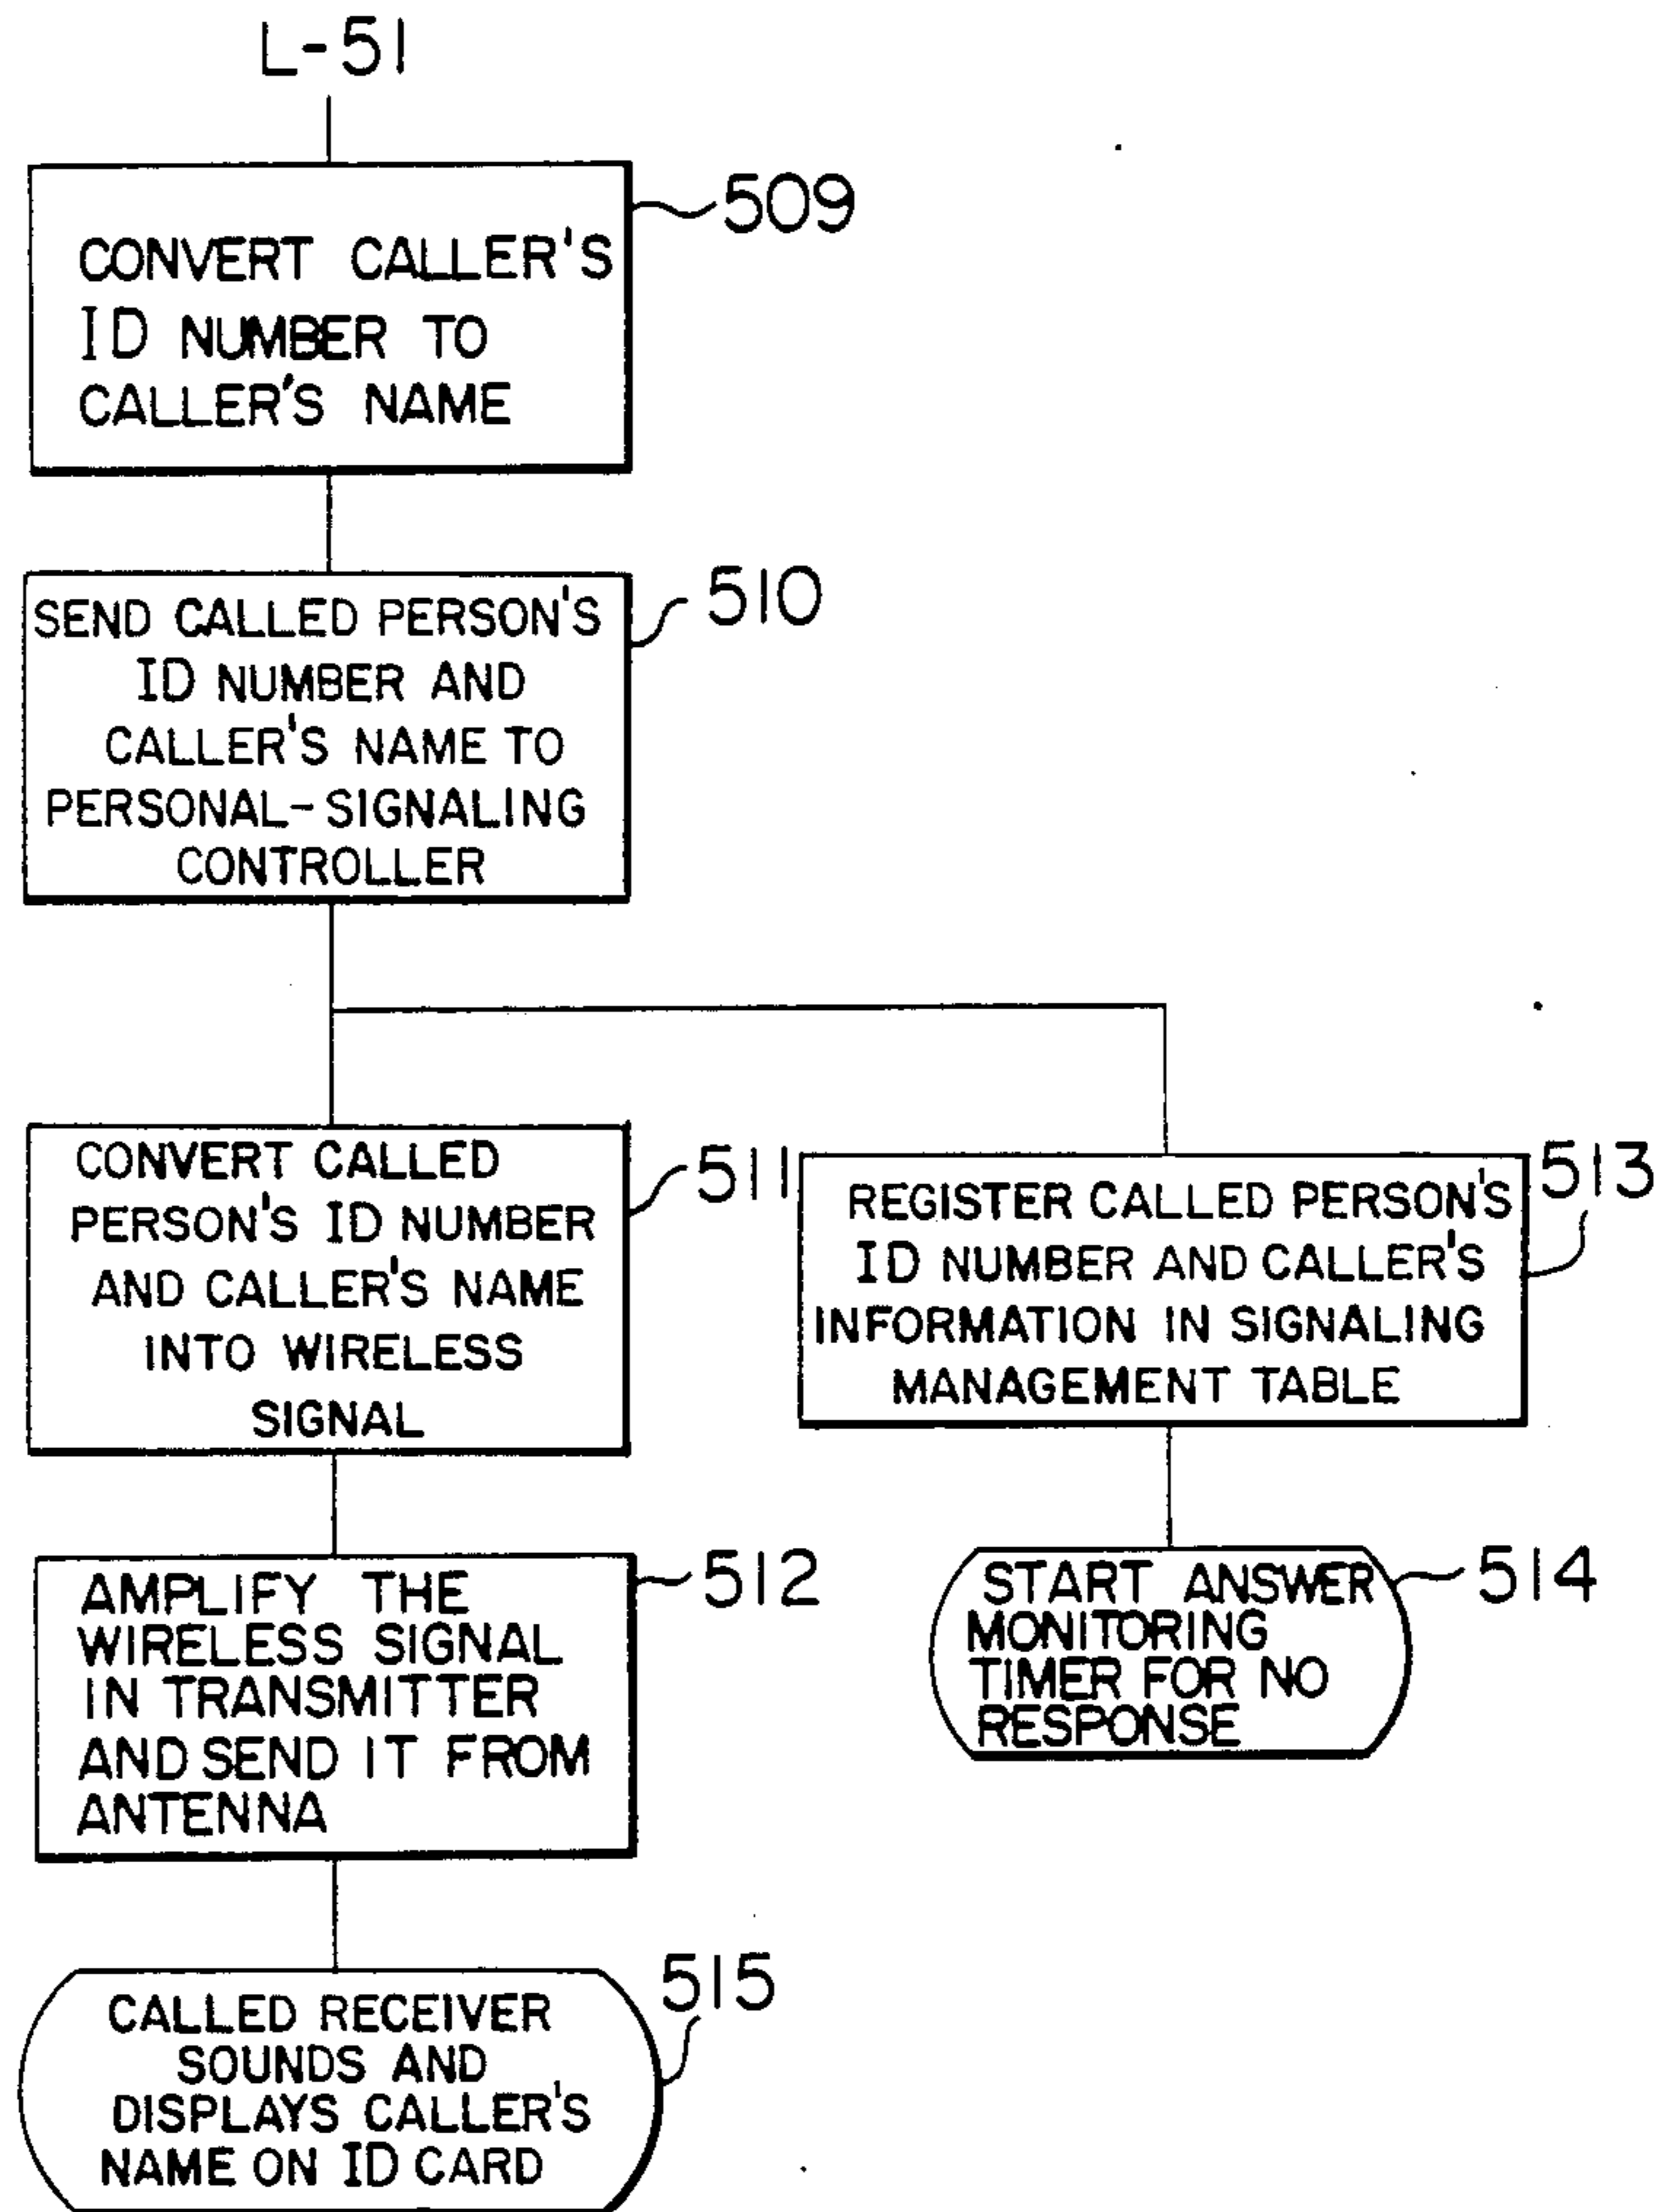 L-51
509
CONVERT CALLER'S
ID NUMBER TO
CALLER'S NAME
510
SEND CALLED PERSON'S
ID NUMBER AND
CALLER'S NAME TO
PERSONAL-SIGNALING
CONTROLLER
511
CONVERT CALLED
PERSON'S ID NUMBER
AND CALLER'S NAME
INTO WIRELESS
SIGNAL
513
REGISTER CALLED PERSON'S
ID NUMBER AND CALLER'S
INFORMATION IN SIGNALING
MANAGEMENT TABLE
512
AMPLIFY THE
WIRELESS SIGNAL
IN TRANSMITTER
AND SEND IT FROM
ANTENNA
514
START ANSWER
MONITORING
TIMER FOR NO
RESPONSE
515
CALLED RECEIVER
SOUNDS AND
DISPLAYS CALLER'S
NAME ON ID CARD